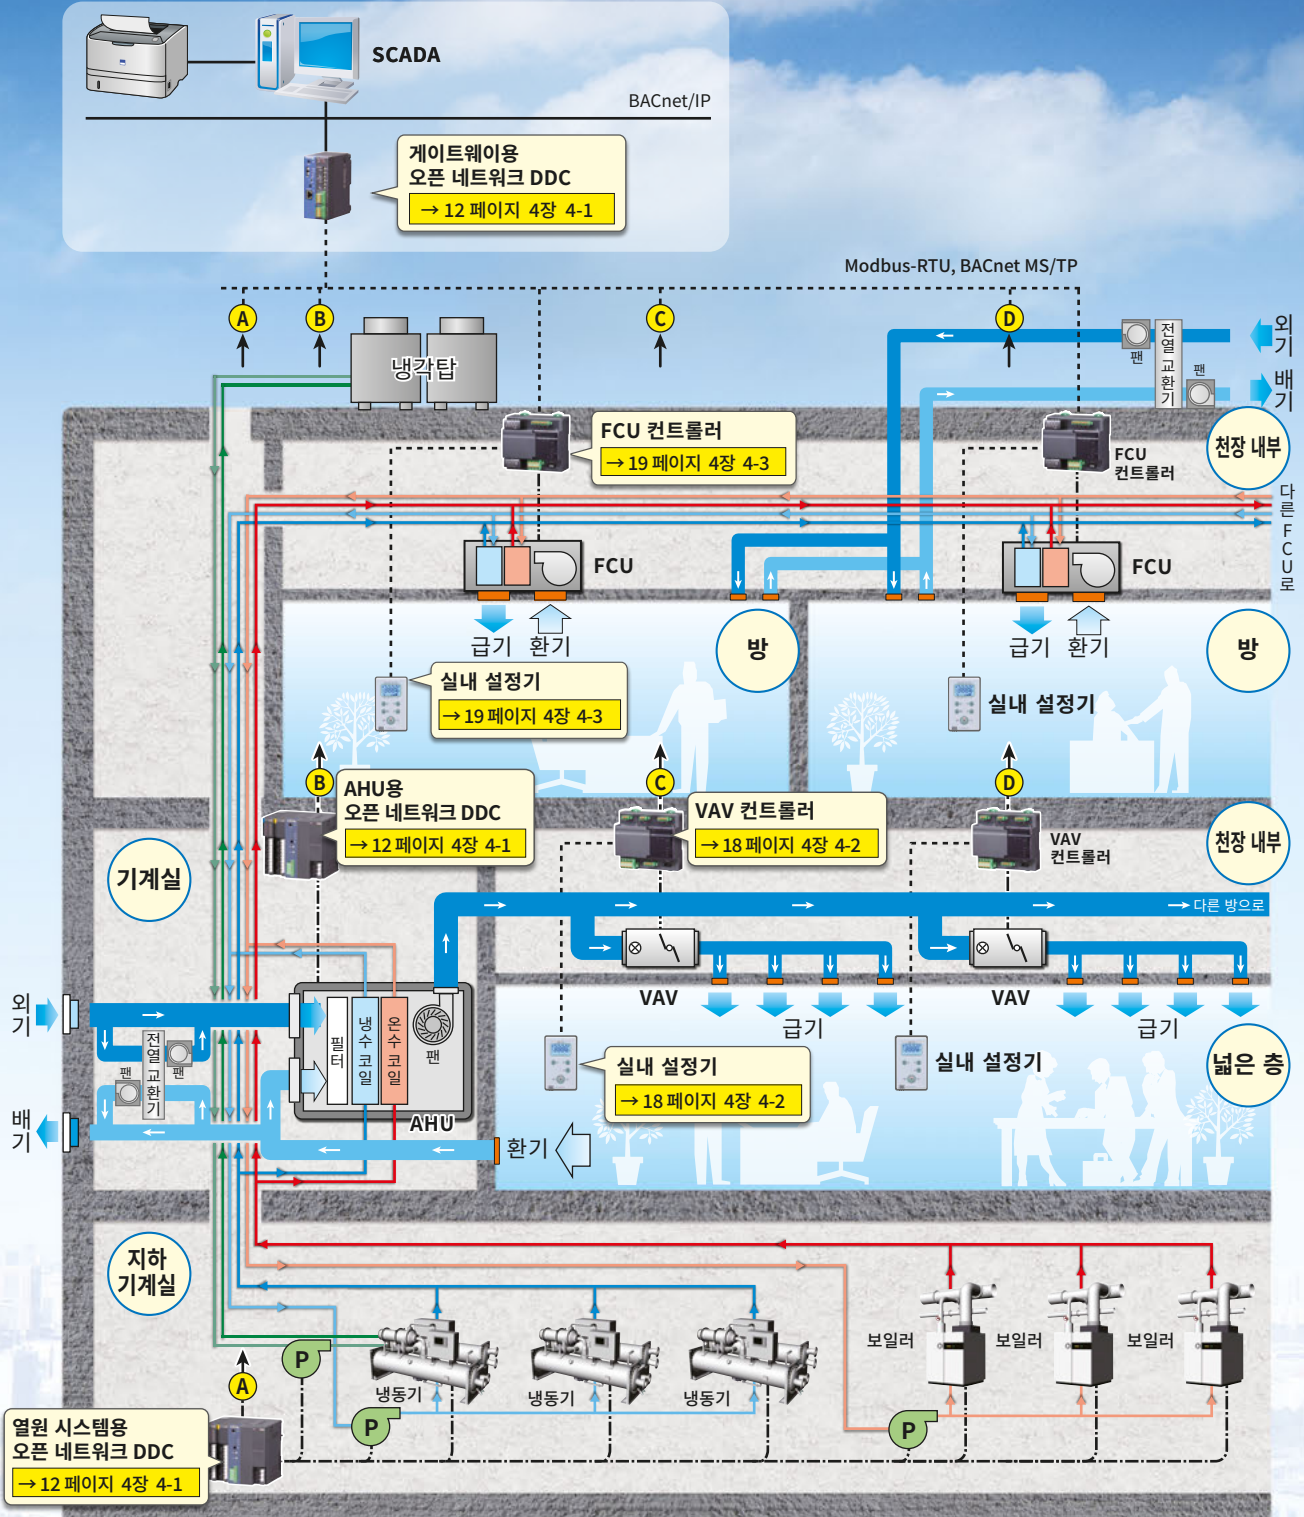 SCADA
BACnet/IP
게이트웨이용
오픈 네트워크 DDC
→ 12 페이지 4장 4-1
Modbus-RTU, BACnet MS/TP
A
B
C
D
냉각탑
팬
전열 교환기
팬
외기
배기
FCU 컨트롤러
→ 19 페이지 4장 4-3
FCU
컨트롤러
천장 내부
다른 FCU로
FCU
FCU
급기
환기
방
급기
환기
방
실내 설정기
→ 19 페이지 4장 4-3
실내 설정기
B
C
D
AHU용
오픈 네트워크 DDC
→ 12 페이지 4장 4-1
VAV 컨트롤러
→ 18 페이지 4장 4-2
VAV
컨트롤러
천장 내부
기계실
→ 다른 방으로
VAV
VAV
급기
급기
외기
전열 교환기
팬
팬
필터
냉수코일
온수코일
팬
AHU
배기
환기
실내 설정기
→ 18 페이지 4장 4-2
실내 설정기
넓은 층
지하
기계실
보일러
보일러
보일러
P
냉동기
냉동기
냉동기
A
P
P
열원 시스템용
오픈 네트워크 DDC
→ 12 페이지 4장 4-1